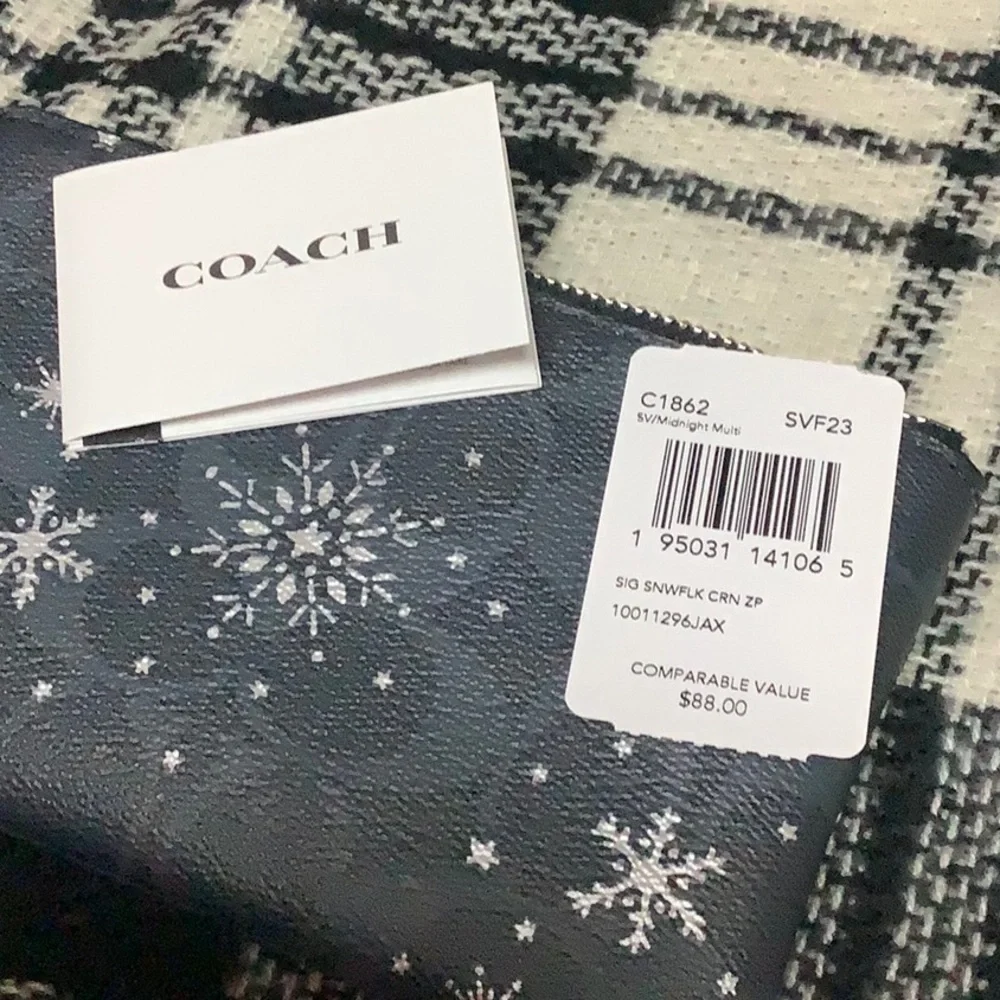 COACH
C1862 SVF23
SV/Midnight Multi
1 95031 14106 5
SIG SNWFLK CRN ZP
10011296JAX
COMPARABLE VALUE
$88.00